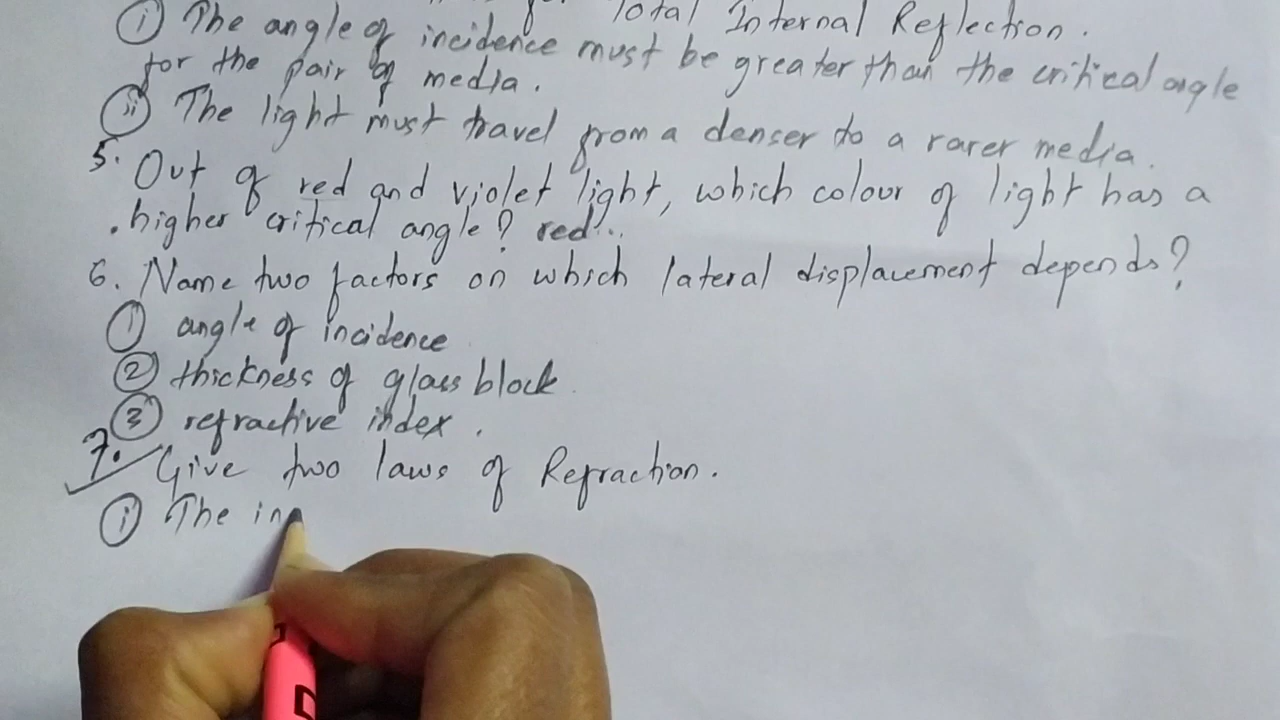 for Total Internal Reflection.
(i) The angle of incidence must be greater than the critical angle
for the pair of media.
(ii) The light must travel from a denser to a rarer media.
5. Out of red and violet light, which colour of light has a
higher critical angle? red..
6. Name two factors on which lateral displacement depends?
(1) angle of incidence
(2) thickness of glass block.
(3) refractive index.
7. Give two laws of Refraction.
(i) The in